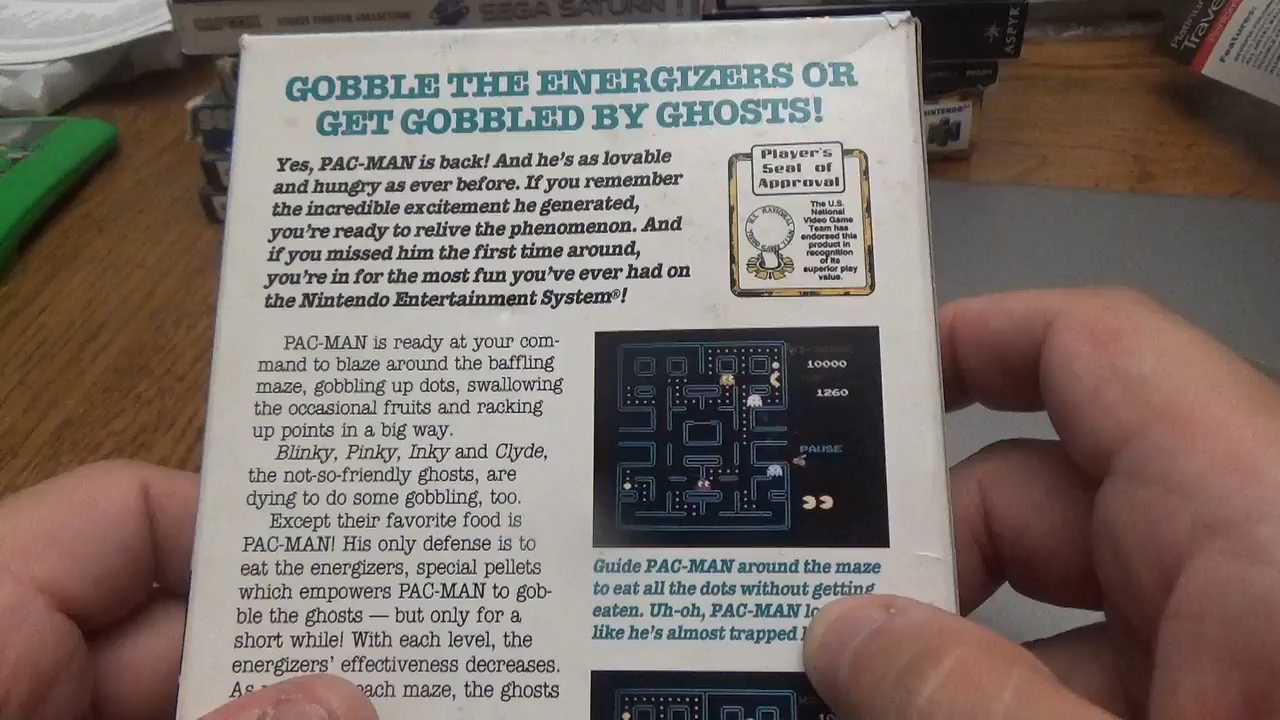 SEGA SATURN
ASPYR
Features:
NINTENDO
GOBBLE THE ENERGIZERS OR
GET GOBBLED BY GHOSTS!
Yes, PAC-MAN is back! And he's as lovable
and hungry as ever before. If you remember
the incredible excitement he generated,
you're ready to relive the phenomenon. And
if you missed him the first time around,
you're in for the most fun you've ever had on
the Nintendo Entertainment System®!
Player's
Seal of
Approval
The U.S.
National
Video Game
Team has
endorsed this
product in
recognition
of its
superior play
value.
PAC-MAN is ready at your com-
mand to blaze around the baffling
maze, gobbling up dots, swallowing
the occasional fruits and racking
up points in a big way.
Blinky, Pinky, Inky and Clyde,
the not-so-friendly ghosts, are
dying to do some gobbling, too.
Except their favorite food is
PAC-MAN! His only defense is to
eat the energizers, special pellets
which empowers PAC-MAN to gob-
ble the ghosts — but only for a
short while! With each level, the
energizers' effectiveness decreases.
As each maze, the ghosts
10000
1260
PAUSE
Guide PAC-MAN around the maze
to eat all the dots without getting
eaten. Uh-oh, PAC-MAN
like he's almost trapped